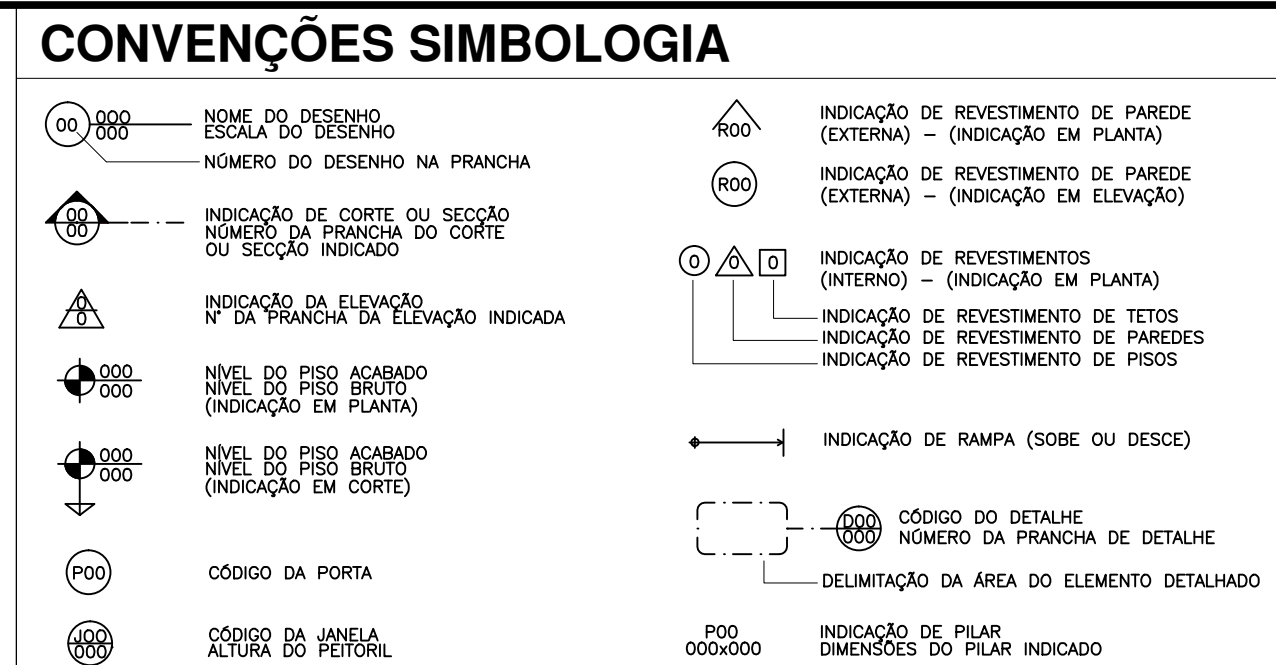 CONVENÇÕES SIMBOLOGIA
00
000
000
NOME DO DESENHO
ESCALA DO DESENHO
NÚMERO DO DESENHO NA PRANCHA
00
00
INDICAÇÃO DE CORTE OU SECÇÃO
NÚMERO DA PRANCHA DO CORTE
OU SECÇÃO INDICADO
0
0
INDICAÇÃO DA ELEVAÇÃO
N° DA PRANCHA DA ELEVAÇÃO INDICADA
000
000
NÍVEL DO PISO ACABADO
NÍVEL DO PISO BRUTO
(INDICAÇÃO EM PLANTA)
000
000
NÍVEL DO PISO ACABADO
NÍVEL DO PISO BRUTO
(INDICAÇÃO EM CORTE)
P00
CÓDIGO DA PORTA
J00
000
CÓDIGO DA JANELA
ALTURA DO PEITORIL
R00
INDICAÇÃO DE REVESTIMENTO DE PAREDE
(EXTERNA) – (INDICAÇÃO EM PLANTA)
R00
INDICAÇÃO DE REVESTIMENTO DE PAREDE
(EXTERNA) – (INDICAÇÃO EM ELEVAÇÃO)
0 0 0
INDICAÇÃO DE REVESTIMENTOS
(INTERNO) – (INDICAÇÃO EM PLANTA)
INDICAÇÃO DE REVESTIMENTO DE TETOS
INDICAÇÃO DE REVESTIMENTO DE PAREDES
INDICAÇÃO DE REVESTIMENTO DE PISOS
INDICAÇÃO DE RAMPA (SOBE OU DESCE)
D00
000
CÓDIGO DO DETALHE
NÚMERO DA PRANCHA DE DETALHE
DELIMITAÇÃO DA ÁREA DO ELEMENTO DETALHADO
P00
000x000
INDICAÇÃO DE PILAR
DIMENSÕES DO PILAR INDICADO